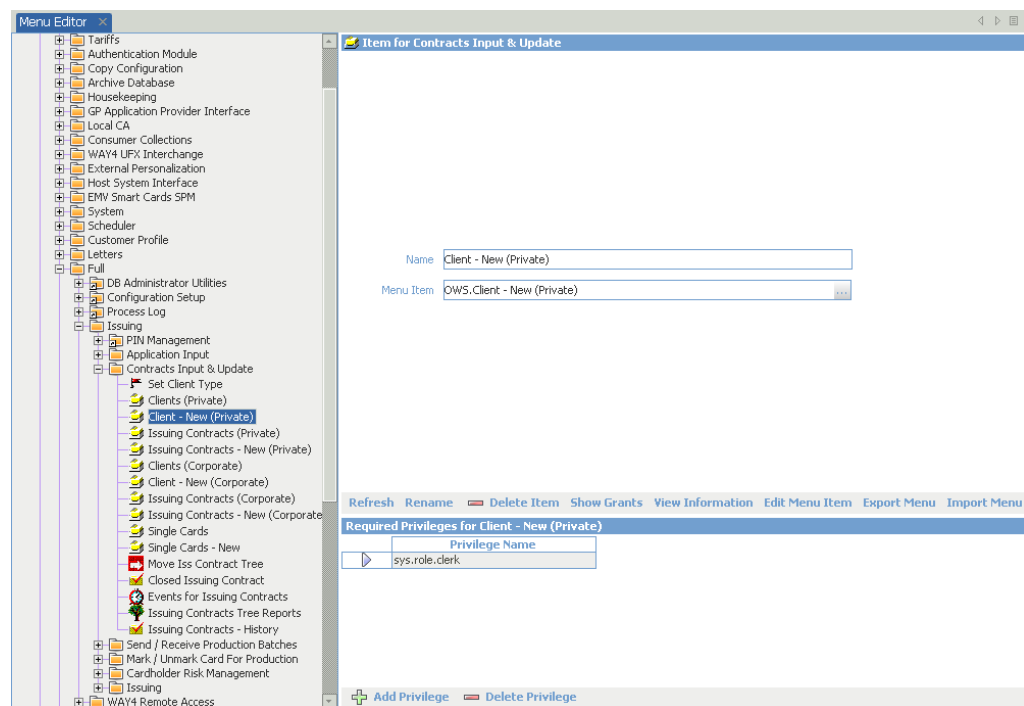 Menu Editor
Tariffs
Authentication Module
Copy Configuration
Archive Database
Housekeeping
GP Application Provider Interface
Local CA
Consumer Collections
WAY4 UFX Interchange
External Personalization
Host System Interface
EMV Smart Cards SPM
System
Scheduler
Customer Profile
Letters
Full
DB Administrator Utilities
Configuration Setup
Process Log
Issuing
PIN Management
Application Input
Contracts Input & Update
Set Client Type
Clients (Private)
Client - New (Private)
Issuing Contracts (Private)
Issuing Contracts - New (Private)
Clients (Corporate)
Client - New (Corporate)
Issuing Contracts (Corporate)
Issuing Contracts - New (Corporate
Single Cards
Single Cards - New
Move Iss Contract Tree
Closed Issuing Contract
Events for Issuing Contracts
Issuing Contracts Tree Reports
Issuing Contracts - History
Send / Receive Production Batches
Mark / Unmark Card For Production
Cardholder Risk Management
Issuing
WAY4 Remote Access
Item for Contracts Input & Update
Name Client - New (Private)
Menu Item OWS.Client - New (Private) ...
Refresh Rename Delete Item Show Grants View Information Edit Menu Item Export Menu Import Menu
Required Privileges for Client - New (Private)
Privilege Name
sys.role.clerk
Add Privilege Delete Privilege